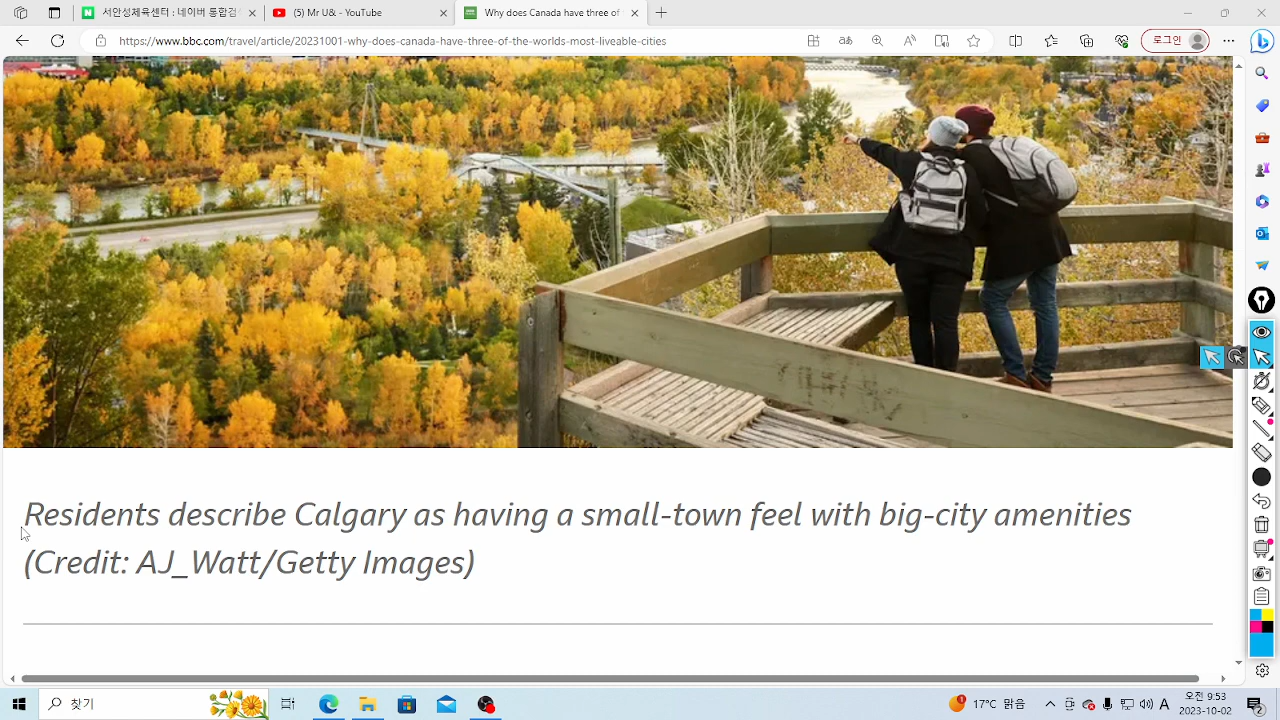 서안성체육센터 : 네이버 통합검색
(5) Mr U& - YouTube
Why does Canada have three of
https://www.bbc.com/travel/article/20231001-why-does-canada-have-three-of-the-worlds-most-liveable-cities
로그인
Residents describe Calgary as having a small-town feel with big-city amenities
(Credit: AJ_Watt/Getty Images)
찾기
17°C 맑음
A
오전 9:53
2023-10-02
2